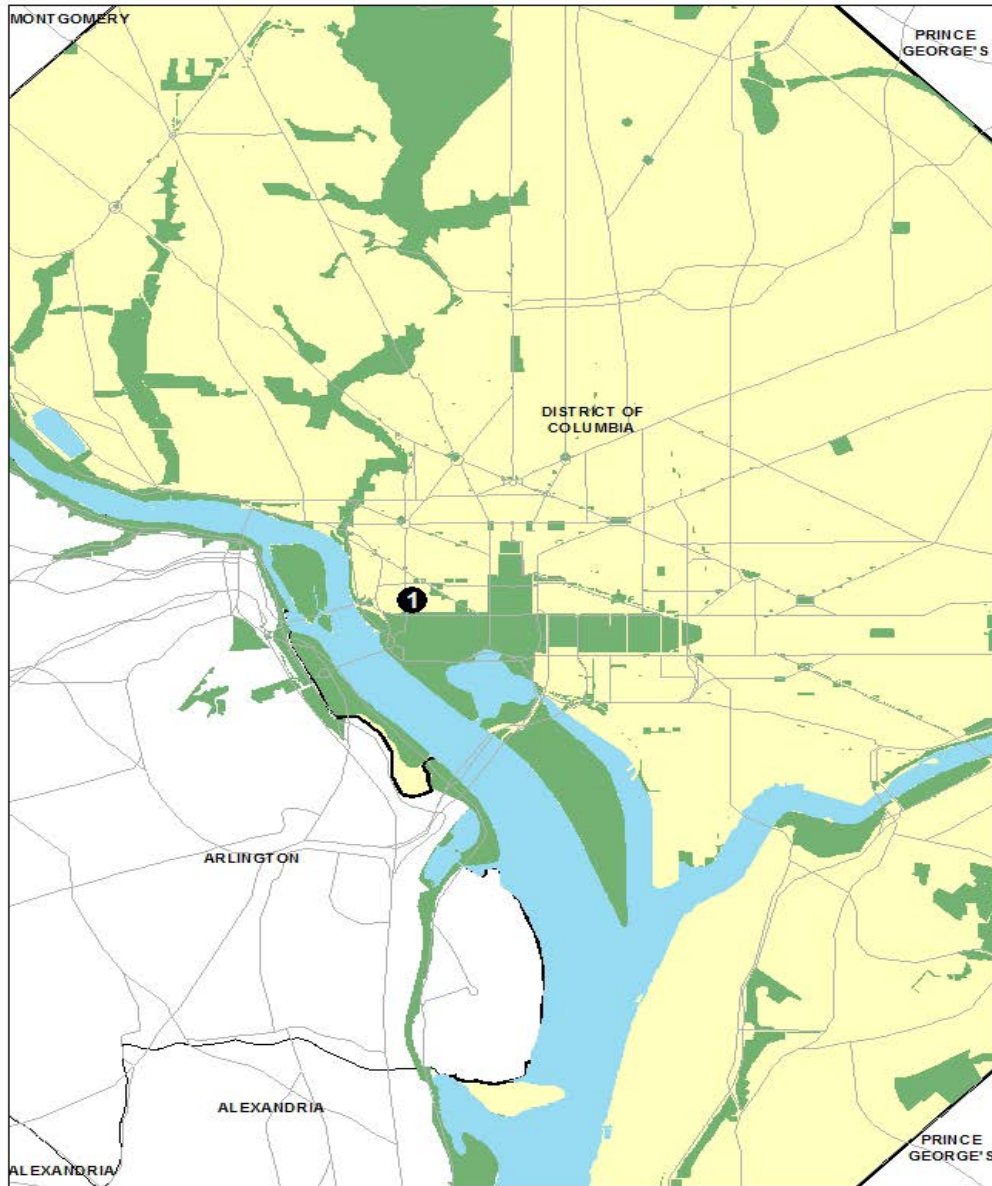 MONTGOMERY
PRINCE
GEORGE'S
DISTRICT OF
COLUMBIA
1
ARLINGTON
ALEXANDRIA
ALEXANDRIA
PRINCE
GEORGE'S